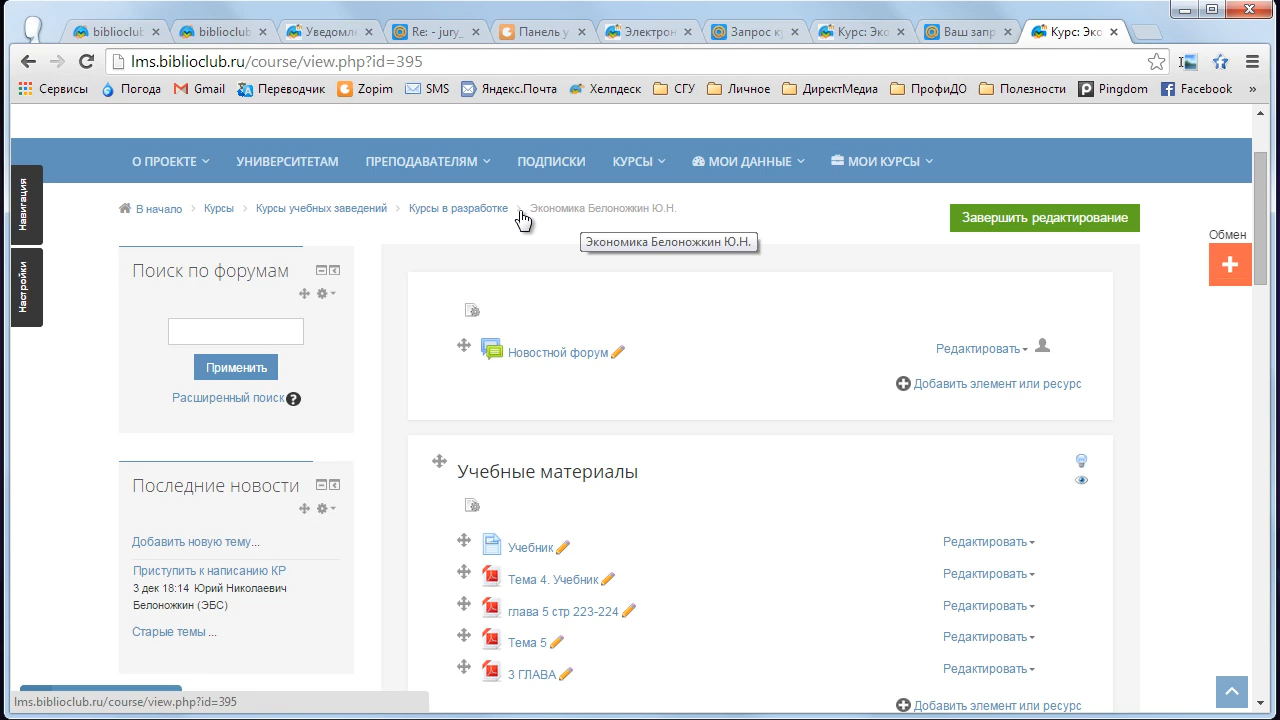 biblioclub
biblioclub
Уведомл
Re: - jury_
Панель у
Электрон
Запрос к
Курс: Эко
Ваш запр
Курс: Эко
lms.biblioclub.ru/course/view.php?id=395
Сервисы Погода Gmail Переводчик Zopim SMS Яндекс.Почта Хелпдеск СГУ Личное ДиректМедиа ПрофиДО Полезности Pingdom Facebook »
О ПРОЕКТЕ УНИВЕРСИТЕТАМ ПРЕПОДАВАТЕЛЯМ ПОДПИСКИ КУРСЫ МОИ ДАННЫЕ МОИ КУРСЫ
Навигация
Настройки
В начало Курсы Курсы учебных заведений Курсы в разработке Экономика Белоножкин Ю.Н.
Завершить редактирование
Экономика Белоножкин Ю.Н.
Обмен
Поиск по форумам
Применить
Расширенный поиск
Последние новости
Добавить новую тему...
Приступить к написанию КР
3 дек 18:14 Юрий Николаевич
Белоножкин (ЭБС)
Старые темы ...
Новостной форум
Редактировать
Добавить элемент или ресурс
Учебные материалы
Учебник
Редактировать
Тема 4. Учебник
Редактировать
глава 5 стр 223-224
Редактировать
Тема 5
Редактировать
3 ГЛАВА
Редактировать
Добавить элемент или ресурс
lms.biblioclub.ru/course/view.php?id=395